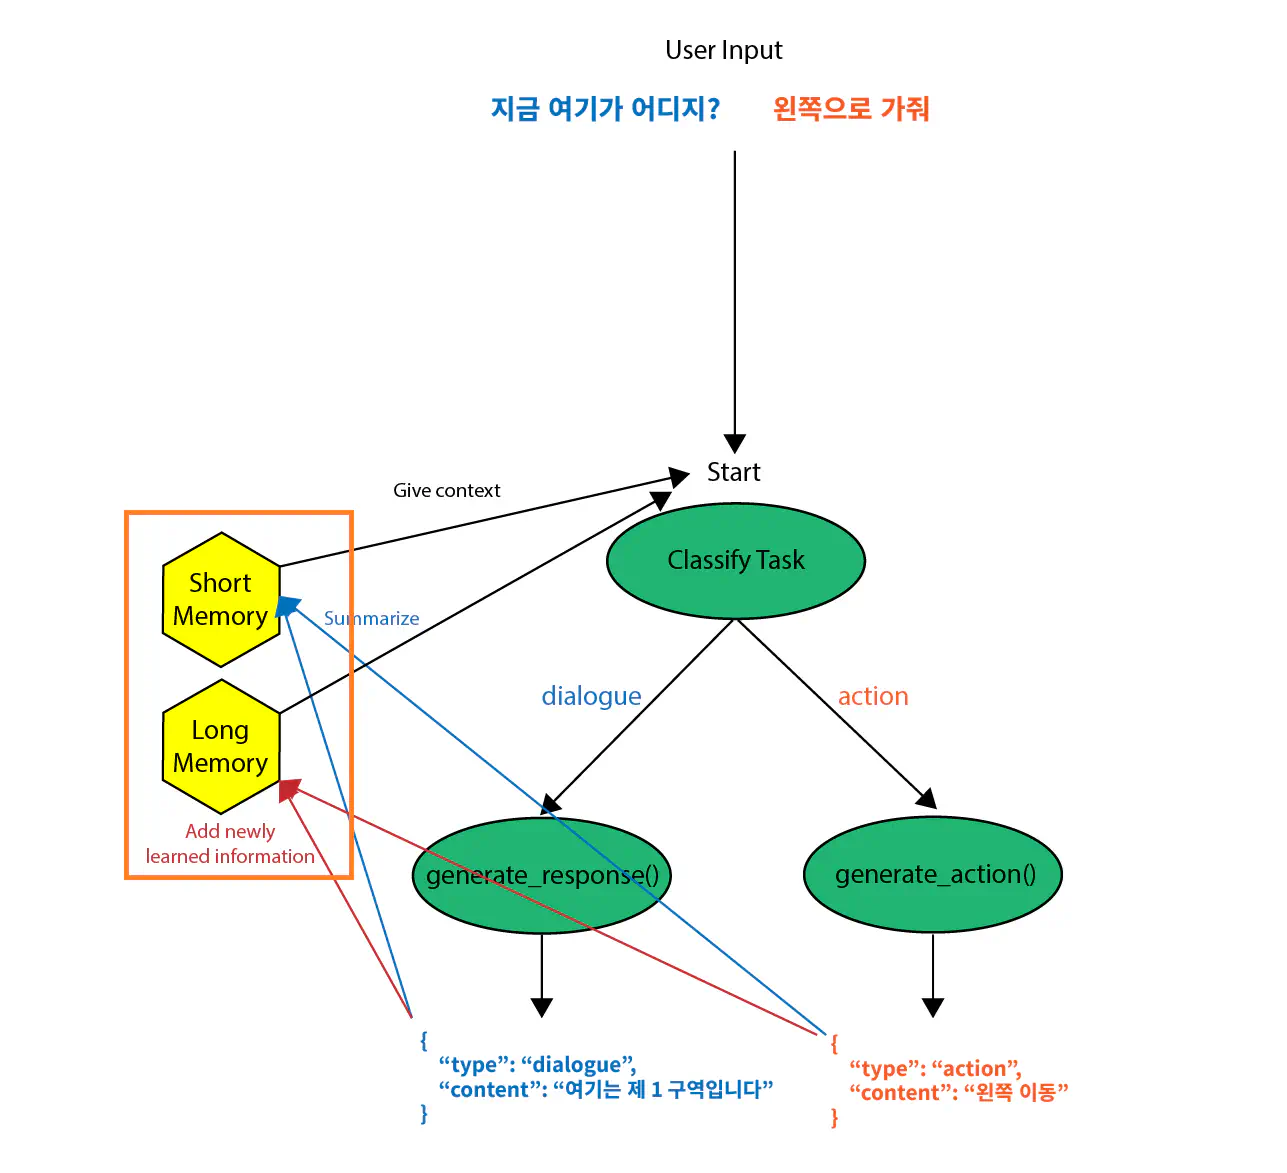 User Input
지금 여기가 어디지? 왼쪽으로 가줘
Start
Give context
Classify Task
Short
Memory
Summarize
dialogue
action
Long
Memory
Add newly
learned information
generate_response()
generate_action()
{
“type”: “dialogue”,
“content”: “여기는 제 1 구역입니다”
}
{
“type”: “action”,
“content”: “왼쪽 이동”
}